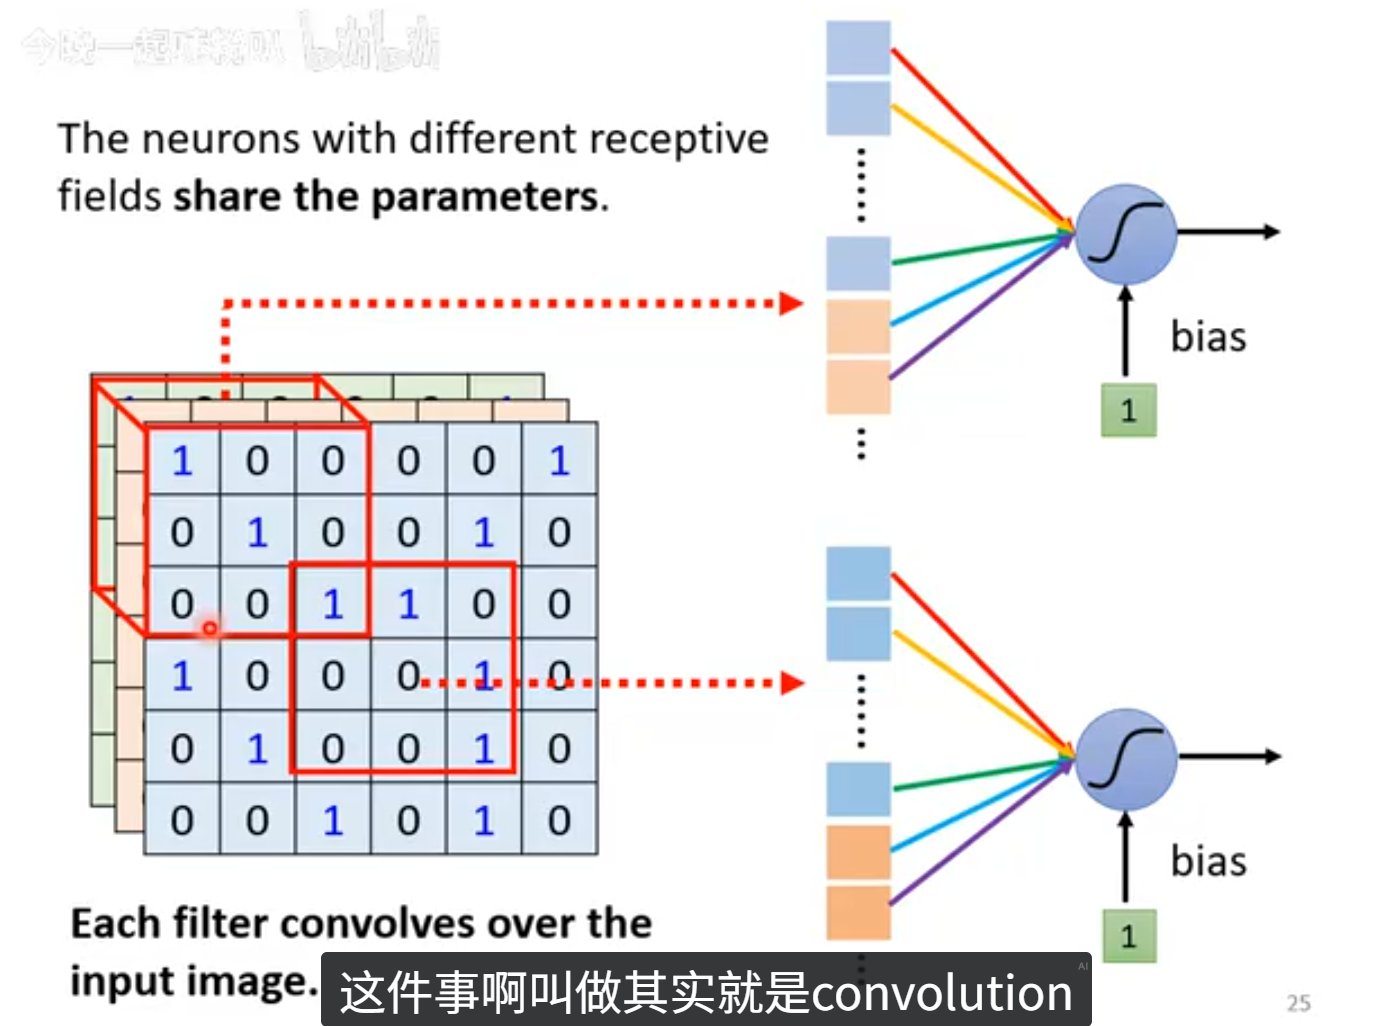 The neurons with different receptive
fields share the parameters.
bias
1
1 0 0 0 0 1
0 1 0 0 1 0
0 0 1 1 0 0
1 0 0 0 1 0
0 1 0 0 1 0
0 0 1 0 1 0
bias
1
Each filter convolves over the
input image.
这件事啊叫做其实就是convolution
AI
25